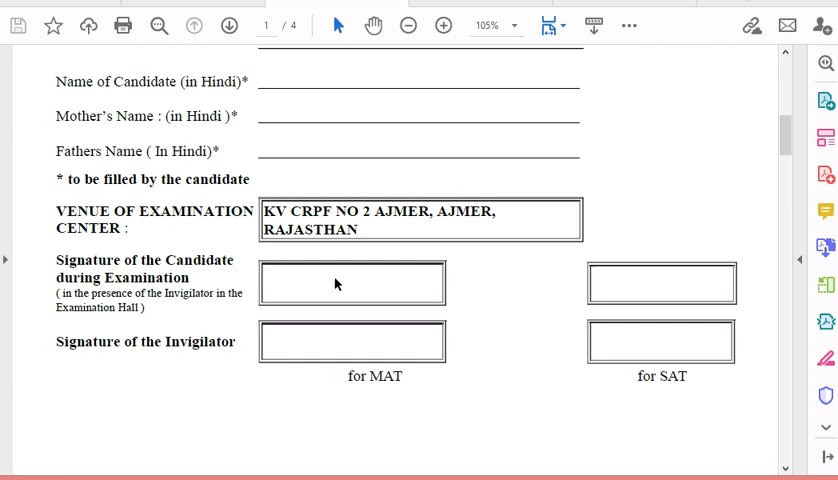 1 / 4
105%
Name of Candidate (in Hindi)*
Mother’s Name : (in Hindi )*
Fathers Name ( In Hindi)*
* to be filled by the candidate
VENUE OF EXAMINATION CENTER :
KV CRPF NO 2 AJMER, AJMER,
RAJASTHAN
Signature of the Candidate
during Examination
( in the presence of the Invigilator in the
Examination Hall )
Signature of the Invigilator
for MAT
for SAT